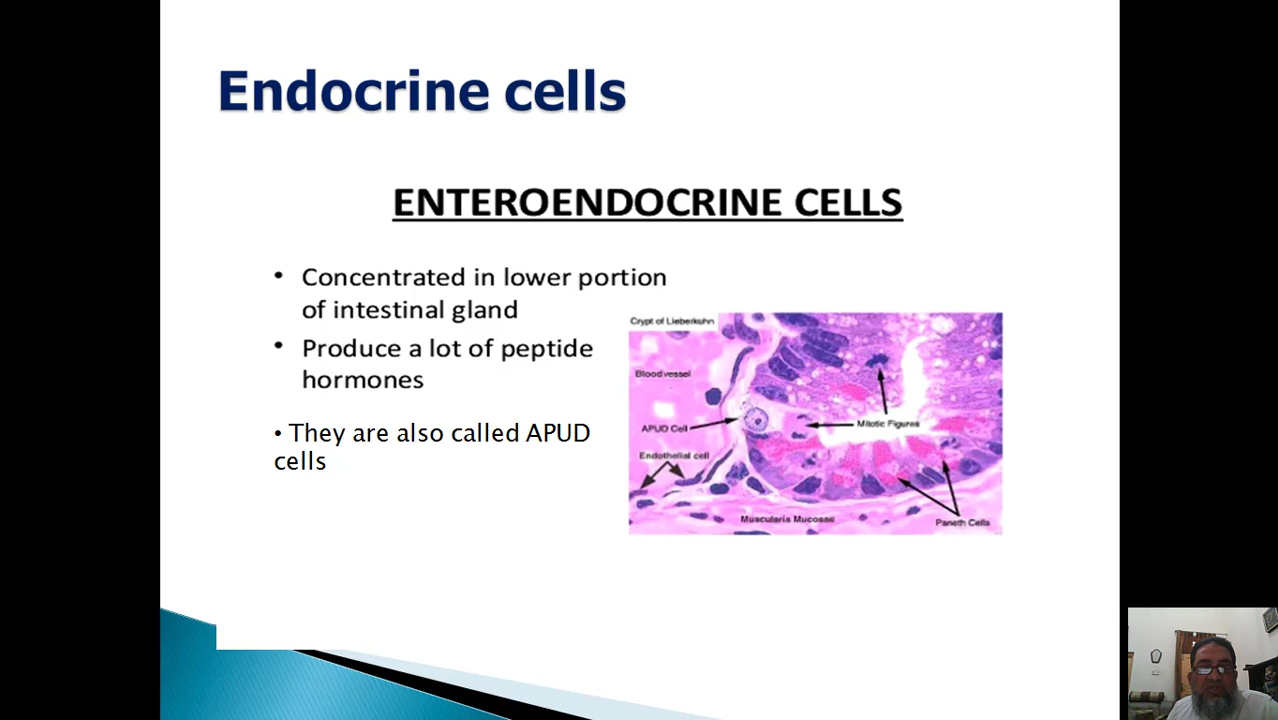 Endocrine cells
ENTEROENDOCRINE CELLS
• Concentrated in lower portion
of intestinal gland
• Produce a lot of peptide
hormones
• They are also called APUD
cells
Crypt of Lieberkuhn
Blood vessel
APUD Cell
Mitotic Figures
Endothelial cell
Muscularia Mucosae
Paneth Cells